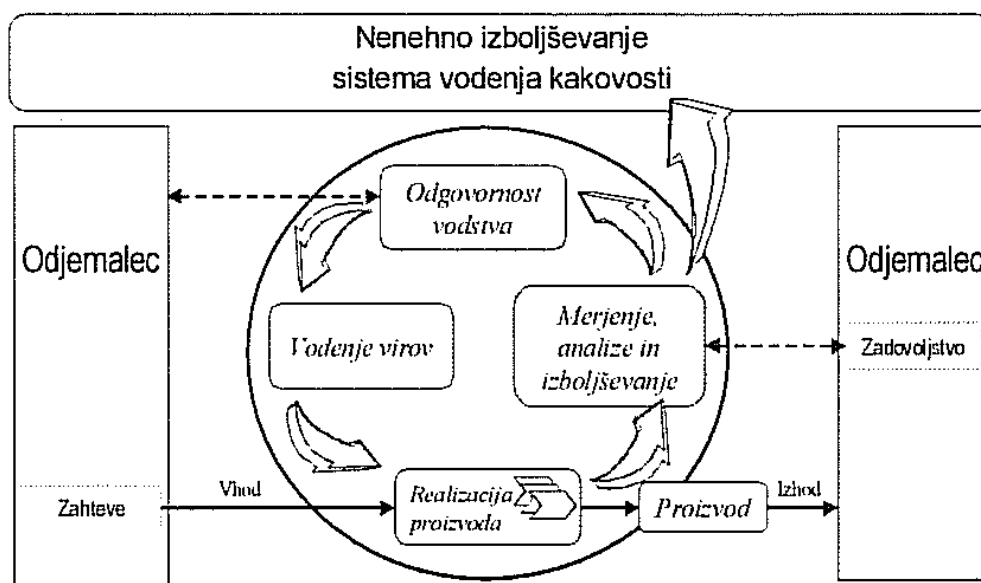 Nenehno izboljševanje
sistema vodenja kakovosti
Odjemalec
Odgovornost
vodstva
Odjemalec
Vodenje virov
Merjenje,
analize in
izboljševanje
Zadovoljstvo
Zahteve
Vhod
Realizacija
proizvoda
Proizvod
Izhod